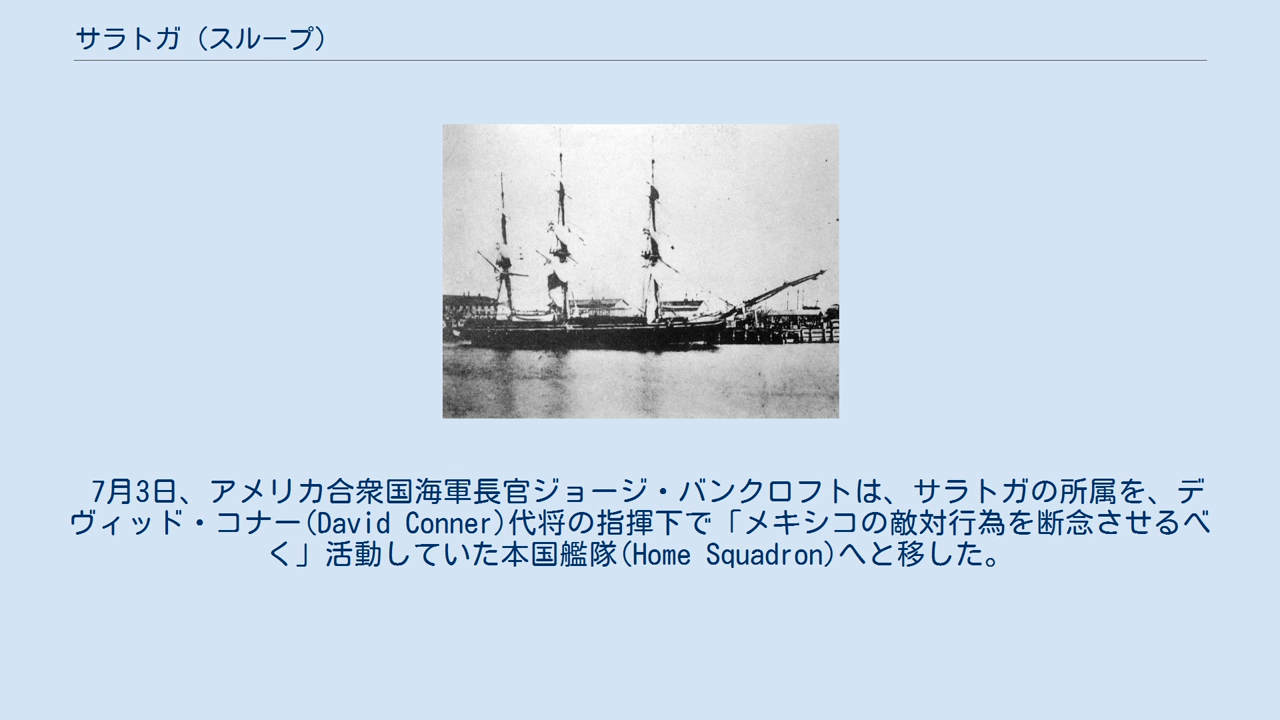 サラトガ（スループ）
7月3日、アメリカ合衆国海軍長官ジョージ・バンクロフトは、サラトガの所属を、デ
ヴィッド・コナー(David Conner)代将の指揮下で「メキシコの敵対行為を断念させるべ
く」活動していた本国艦隊(Home Squadron)へと移した。